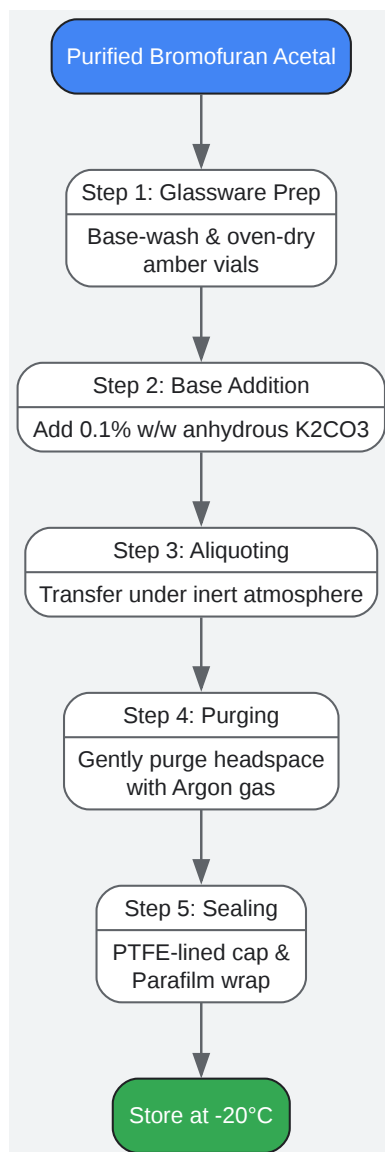 Purified Bromofuran Acetal
Step 1: Glassware Prep
Base-wash & oven-dry
amber vials
Step 2: Base Addition
Add 0.1% w/w anhydrous K2CO3
Step 3: Aliquoting
Transfer under inert atmosphere
Step 4: Purging
Gently purge headspace
with Argon gas
Step 5: Sealing
PTFE-lined cap &
Parafilm wrap
Store at -20°C